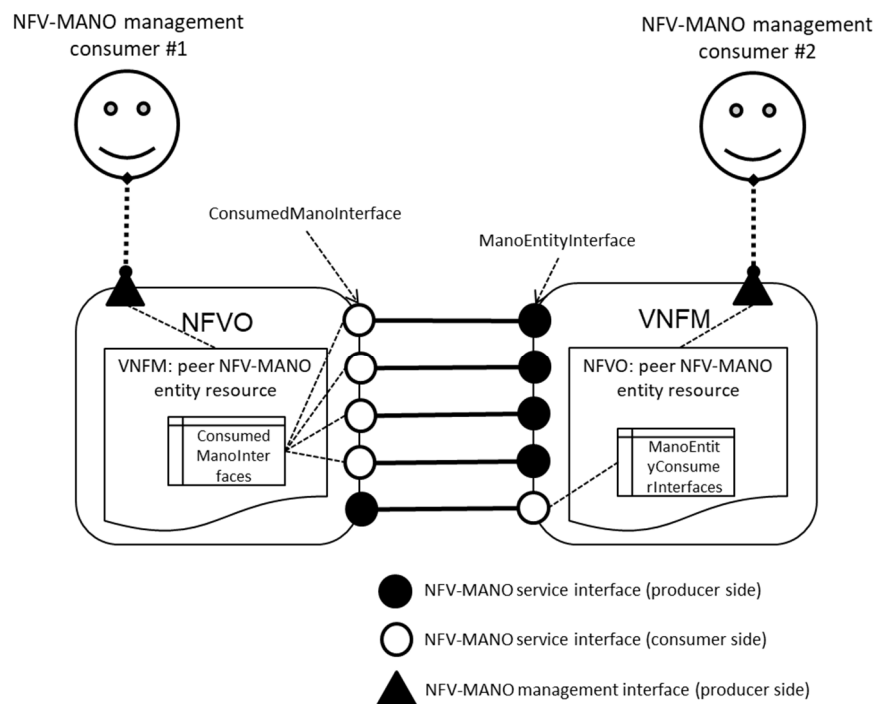 NFV-MANO management
consumer #1
NFV-MANO management
consumer #2
ConsumedManoInterface
ManoEntityInterface
NFVO
VNFM
VNFM: peer NFV-MANO
entity resource
Consumed
ManoInter
faces
NFVO: peer NFV-MANO
entity resource
ManoEntit
yConsume
rInterfaces
NFV-MANO service interface (producer side)
NFV-MANO service interface (consumer side)
NFV-MANO management interface (producer side)